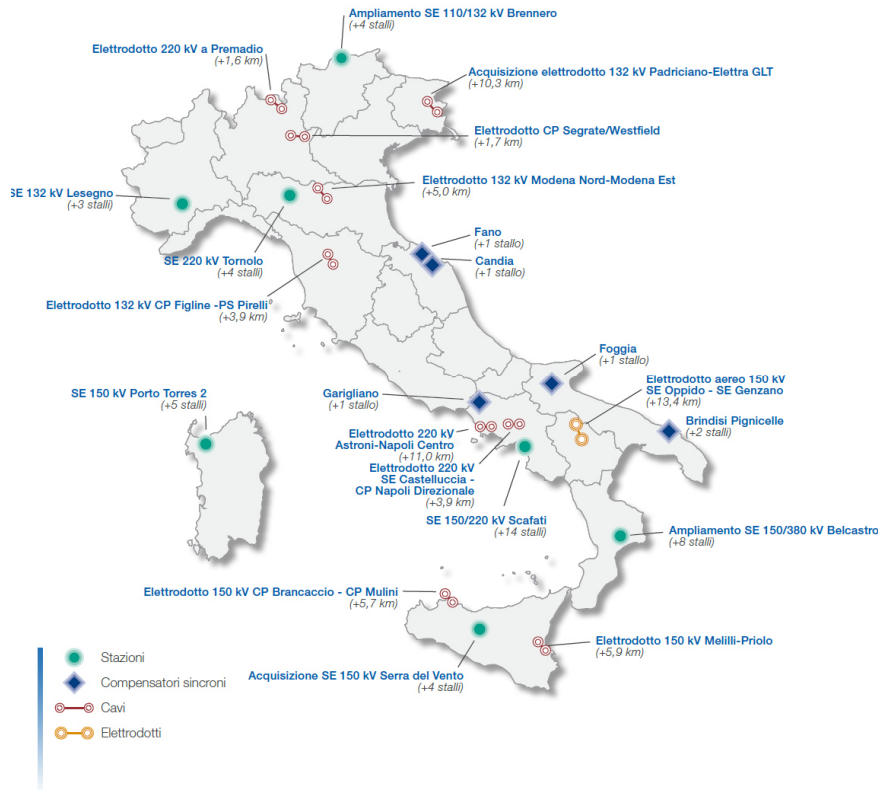 Ampliamento SE 110/132 kV Brennero
(+4 stalli)
Elettrodotto 220 kV a Premadio
(+1,6 km)
Acquisizione elettrodotto 132 kV Padriciano-Elettra GLT
(+10,3 km)
Elettrodotto CP Segrate/Westfield
(+1,7 km)
Elettrodotto 132 kV Modena Nord-Modena Est
(+5,0 km)
SE 132 kV Lesegno
(+3 stalli)
Fano
(+1 stallo)
SE 220 kV Tornolo
(+4 stalli)
Candia
(+1 stallo)
Elettrodotto 132 kV CP Figline -PS Pirelli
(+3,9 km)
Foggia
(+1 stallo)
SE 150 kV Porto Torres 2
(+5 stalli)
Garigliano
(+1 stallo)
Elettrodotto aereo 150 kV
SE Oppido - SE Genzano
(+13,4 km)
Brindisi Pignicelle
(+2 stalli)
Elettrodotto 220 kV
Astroni-Napoli Centro
(+11,0 km)
Elettrodotto 220 kV
SE Castelluccia -
CP Napoli Direzionale
(+3,9 km)
SE 150/220 kV Scafati
(+14 stalli)
Ampliamento SE 150/380 kV Belcastro
(+8 stalli)
Elettrodotto 150 kV CP Brancaccio - CP Mulini
(+5,7 km)
Elettrodotto 150 kV Melilli-Priolo
(+5,9 km)
Acquisizione SE 150 kV Serra del Vento
(+4 stalli)
Stazioni
Compensatori sincroni
Cavi
Elettrodotti